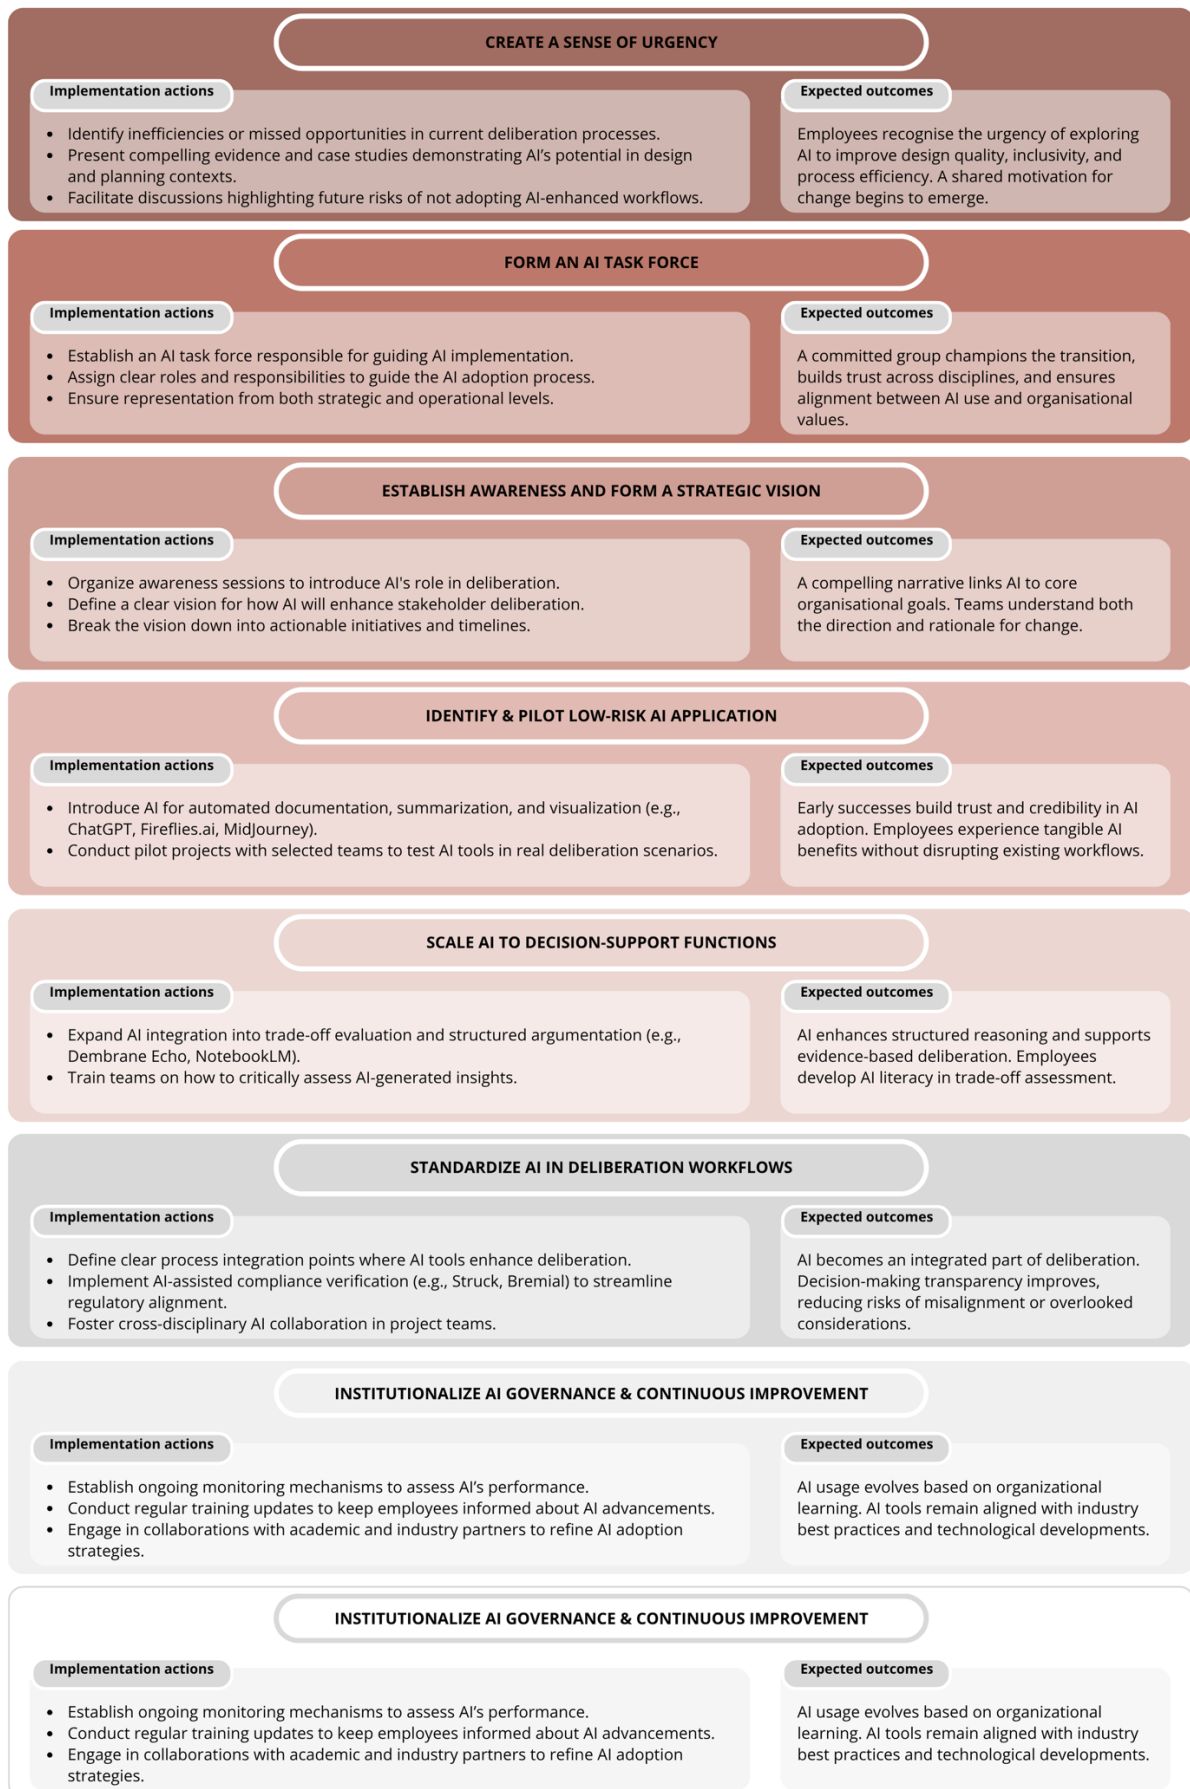 CREATE A SENSE OF URGENCY
Implementation actions
• Identify inefficiencies or missed opportunities in current deliberation processes.
• Present compelling evidence and case studies demonstrating AI’s potential in design
and planning contexts.
• Facilitate discussions highlighting future risks of not adopting AI-enhanced workflows.
Expected outcomes
Employees recognise the urgency of exploring
AI to improve design quality, inclusivity, and
process efficiency. A shared motivation for
change begins to emerge.
FORM AN AI TASK FORCE
Implementation actions
• Establish an AI task force responsible for guiding AI implementation.
• Assign clear roles and responsibilities to guide the AI adoption process.
• Ensure representation from both strategic and operational levels.
Expected outcomes
A committed group champions the transition,
builds trust across disciplines, and ensures
alignment between AI use and organisational
values.
ESTABLISH AWARENESS AND FORM A STRATEGIC VISION
Implementation actions
• Organize awareness sessions to introduce AI's role in deliberation.
• Define a clear vision for how AI will enhance stakeholder deliberation.
• Break the vision down into actionable initiatives and timelines.
Expected outcomes
A compelling narrative links AI to core
organisational goals. Teams understand both
the direction and rationale for change.
IDENTIFY & PILOT LOW-RISK AI APPLICATION
Implementation actions
• Introduce AI for automated documentation, summarization, and visualization (e.g.,
ChatGPT, Fireflies.ai, MidJourney).
• Conduct pilot projects with selected teams to test AI tools in real deliberation scenarios.
Expected outcomes
Early successes build trust and credibility in AI
adoption. Employees experience tangible AI
benefits without disrupting existing workflows.
SCALE AI TO DECISION-SUPPORT FUNCTIONS
Implementation actions
• Expand AI integration into trade-off evaluation and structured argumentation (e.g.,
Dembrane Echo, NotebookLM).
• Train teams on how to critically assess AI-generated insights.
Expected outcomes
AI enhances structured reasoning and supports
evidence-based deliberation. Employees
develop AI literacy in trade-off assessment.
STANDARDIZE AI IN DELIBERATION WORKFLOWS
Implementation actions
• Define clear process integration points where AI tools enhance deliberation.
• Implement AI-assisted compliance verification (e.g., Struck, Bremial) to streamline
regulatory alignment.
• Foster cross-disciplinary AI collaboration in project teams.
Expected outcomes
AI becomes an integrated part of deliberation.
Decision-making transparency improves,
reducing risks of misalignment or overlooked
considerations.
INSTITUTIONALIZE AI GOVERNANCE & CONTINUOUS IMPROVEMENT
Implementation actions
• Establish ongoing monitoring mechanisms to assess AI’s performance.
• Conduct regular training updates to keep employees informed about AI advancements.
• Engage in collaborations with academic and industry partners to refine AI adoption
strategies.
Expected outcomes
AI usage evolves based on organizational
learning. AI tools remain aligned with industry
best practices and technological developments.
INSTITUTIONALIZE AI GOVERNANCE & CONTINUOUS IMPROVEMENT
Implementation actions
• Establish ongoing monitoring mechanisms to assess AI’s performance.
• Conduct regular training updates to keep employees informed about AI advancements.
• Engage in collaborations with academic and industry partners to refine AI adoption
strategies.
Expected outcomes
AI usage evolves based on organizational
learning. AI tools remain aligned with industry
best practices and technological developments.